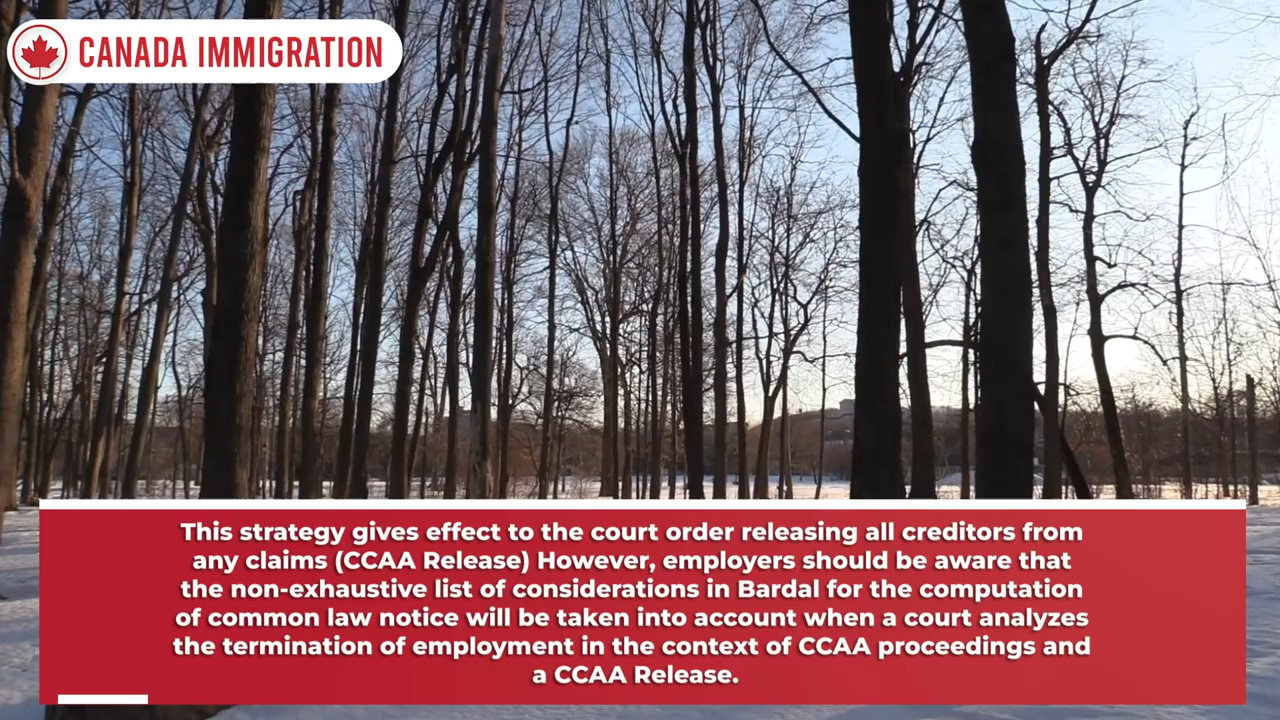 CANADA IMMIGRATION
This strategy gives effect to the court order releasing all creditors from
any claims (CCAA Release) However, employers should be aware that
the non-exhaustive list of considerations in Bardal for the computation
of common law notice will be taken into account when a court analyzes
the termination of employment in the context of CCAA proceedings and
a CCAA Release.